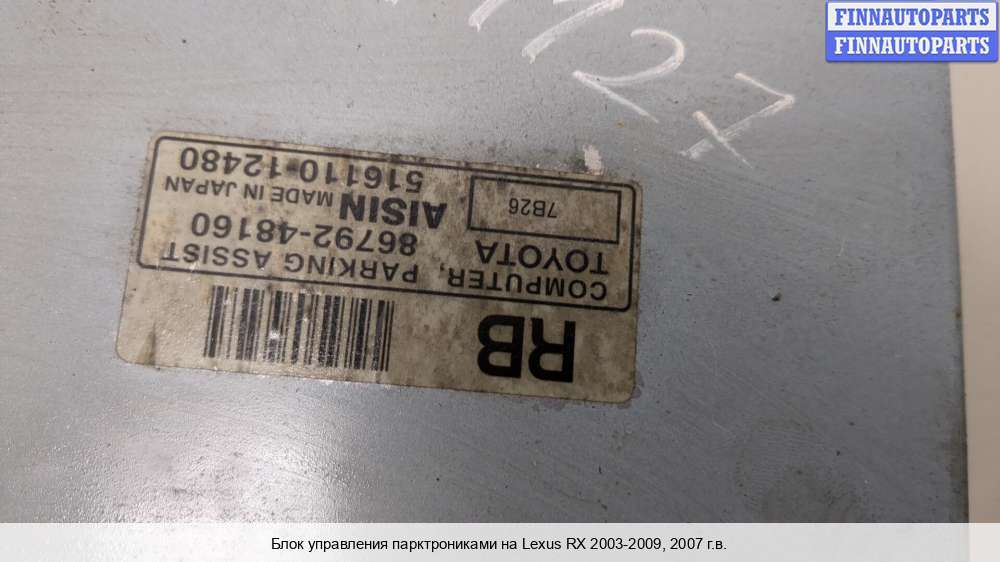 FINNAUTOPARTS
FINNAUTOPARTS
127
RB
COMPUTER, PARKING ASSIST
TOYOTA 86792-48160
7B26
AISIN MADE IN JAPAN
516110-12480
Блок управления парктрониками на Lexus RX 2003-2009, 2007 г.в.